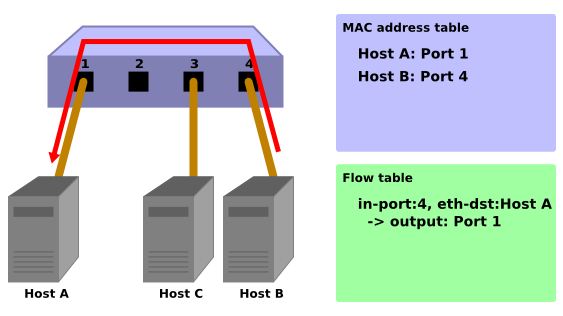 1 2 3 4
Host A
Host C
Host B
MAC address table
Host A: Port 1
Host B: Port 4
Flow table
in-port:4, eth-dst:Host A
-> output: Port 1